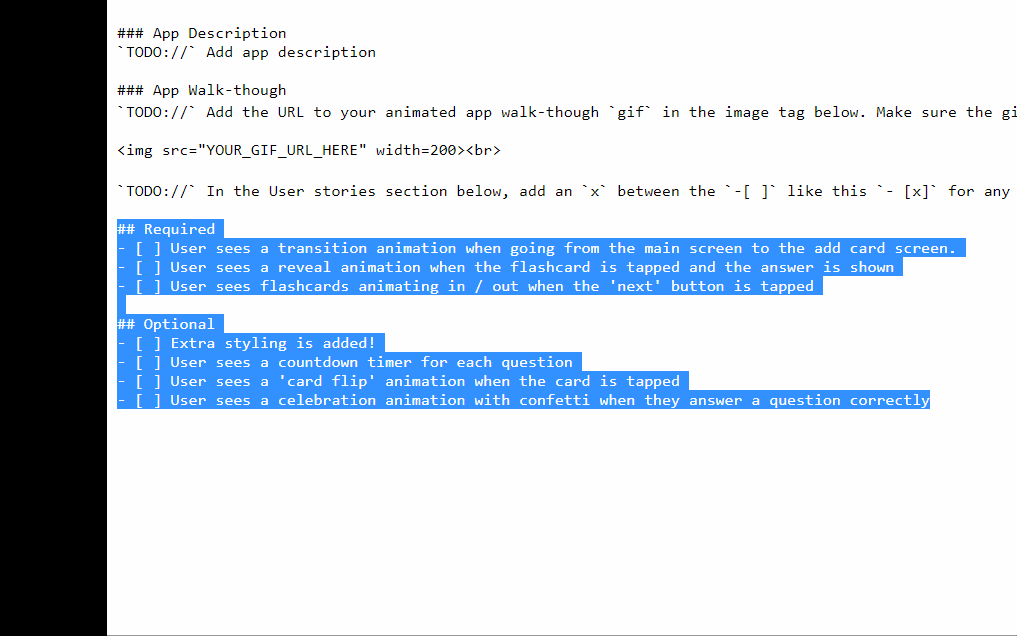 ### App Description
`TODO://` Add app description
### App Walk-though
`TODO://` Add the URL to your animated app walk-though `gif` in the image tag below. Make sure the gi
<img src="YOUR_GIF_URL_HERE" width=200><br>
`TODO://` In the User stories section below, add an `x` between the `-[ ]` like this `- [x]` for any
## Required
- [ ] User sees a transition animation when going from the main screen to the add card screen.
- [ ] User sees a reveal animation when the flashcard is tapped and the answer is shown
- [ ] User sees flashcards animating in / out when the 'next' button is tapped
## Optional
- [ ] Extra styling is added!
- [ ] User sees a countdown timer for each question
- [ ] User sees a 'card flip' animation when the card is tapped
- [ ] User sees a celebration animation with confetti when they answer a question correctly